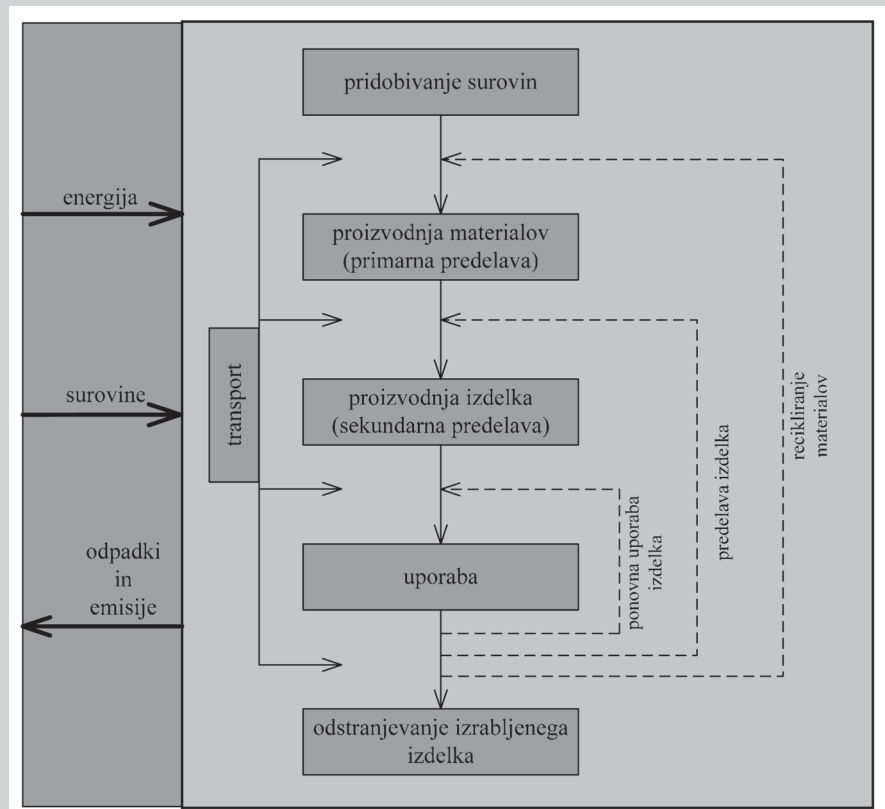 pridobivanje surovin
energija
proizvodnja materialov
(primarna predelava)
surovine
transport
proizvodnja izdelka
(sekundarna predelava)
recikliranje
materialov
predelava izdelka
ponovna uporaba
izdelka
odpadki
in
emisije
uporaba
odstranjevanje izrabljenega
izdelka